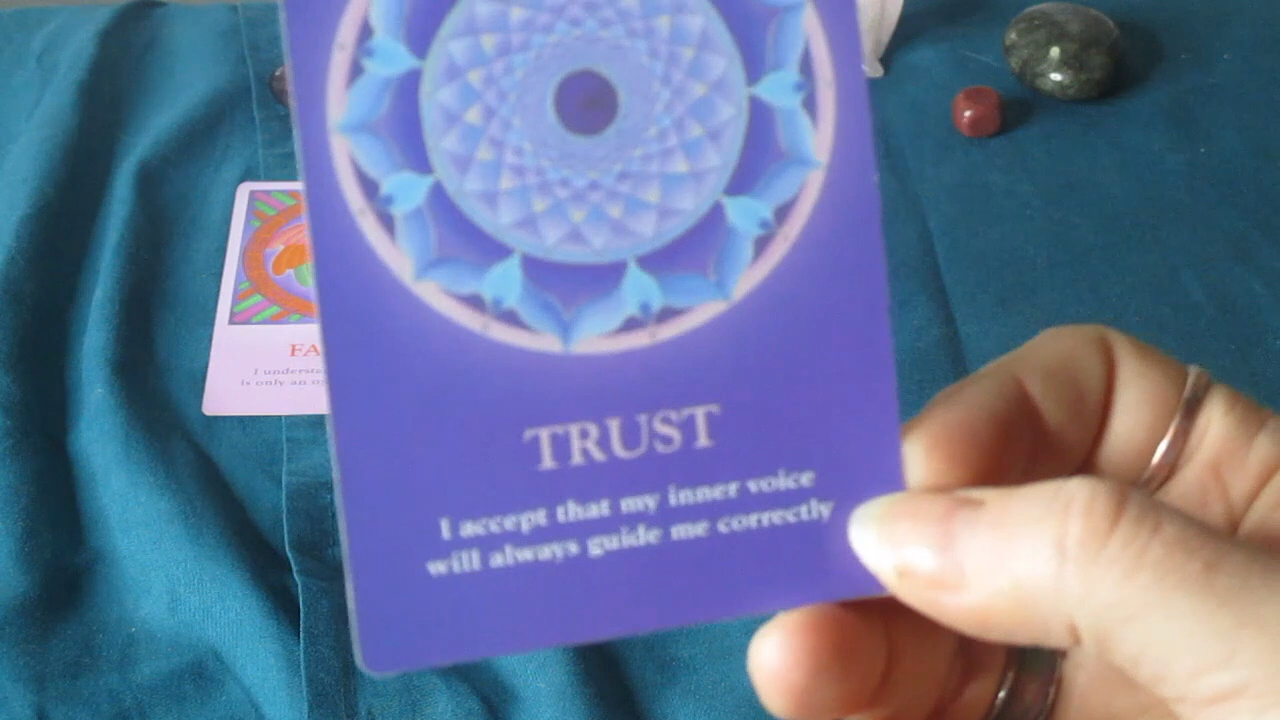 TRUST
I accept that my inner voice
will always guide me correctly
FA
I understa
is only an o